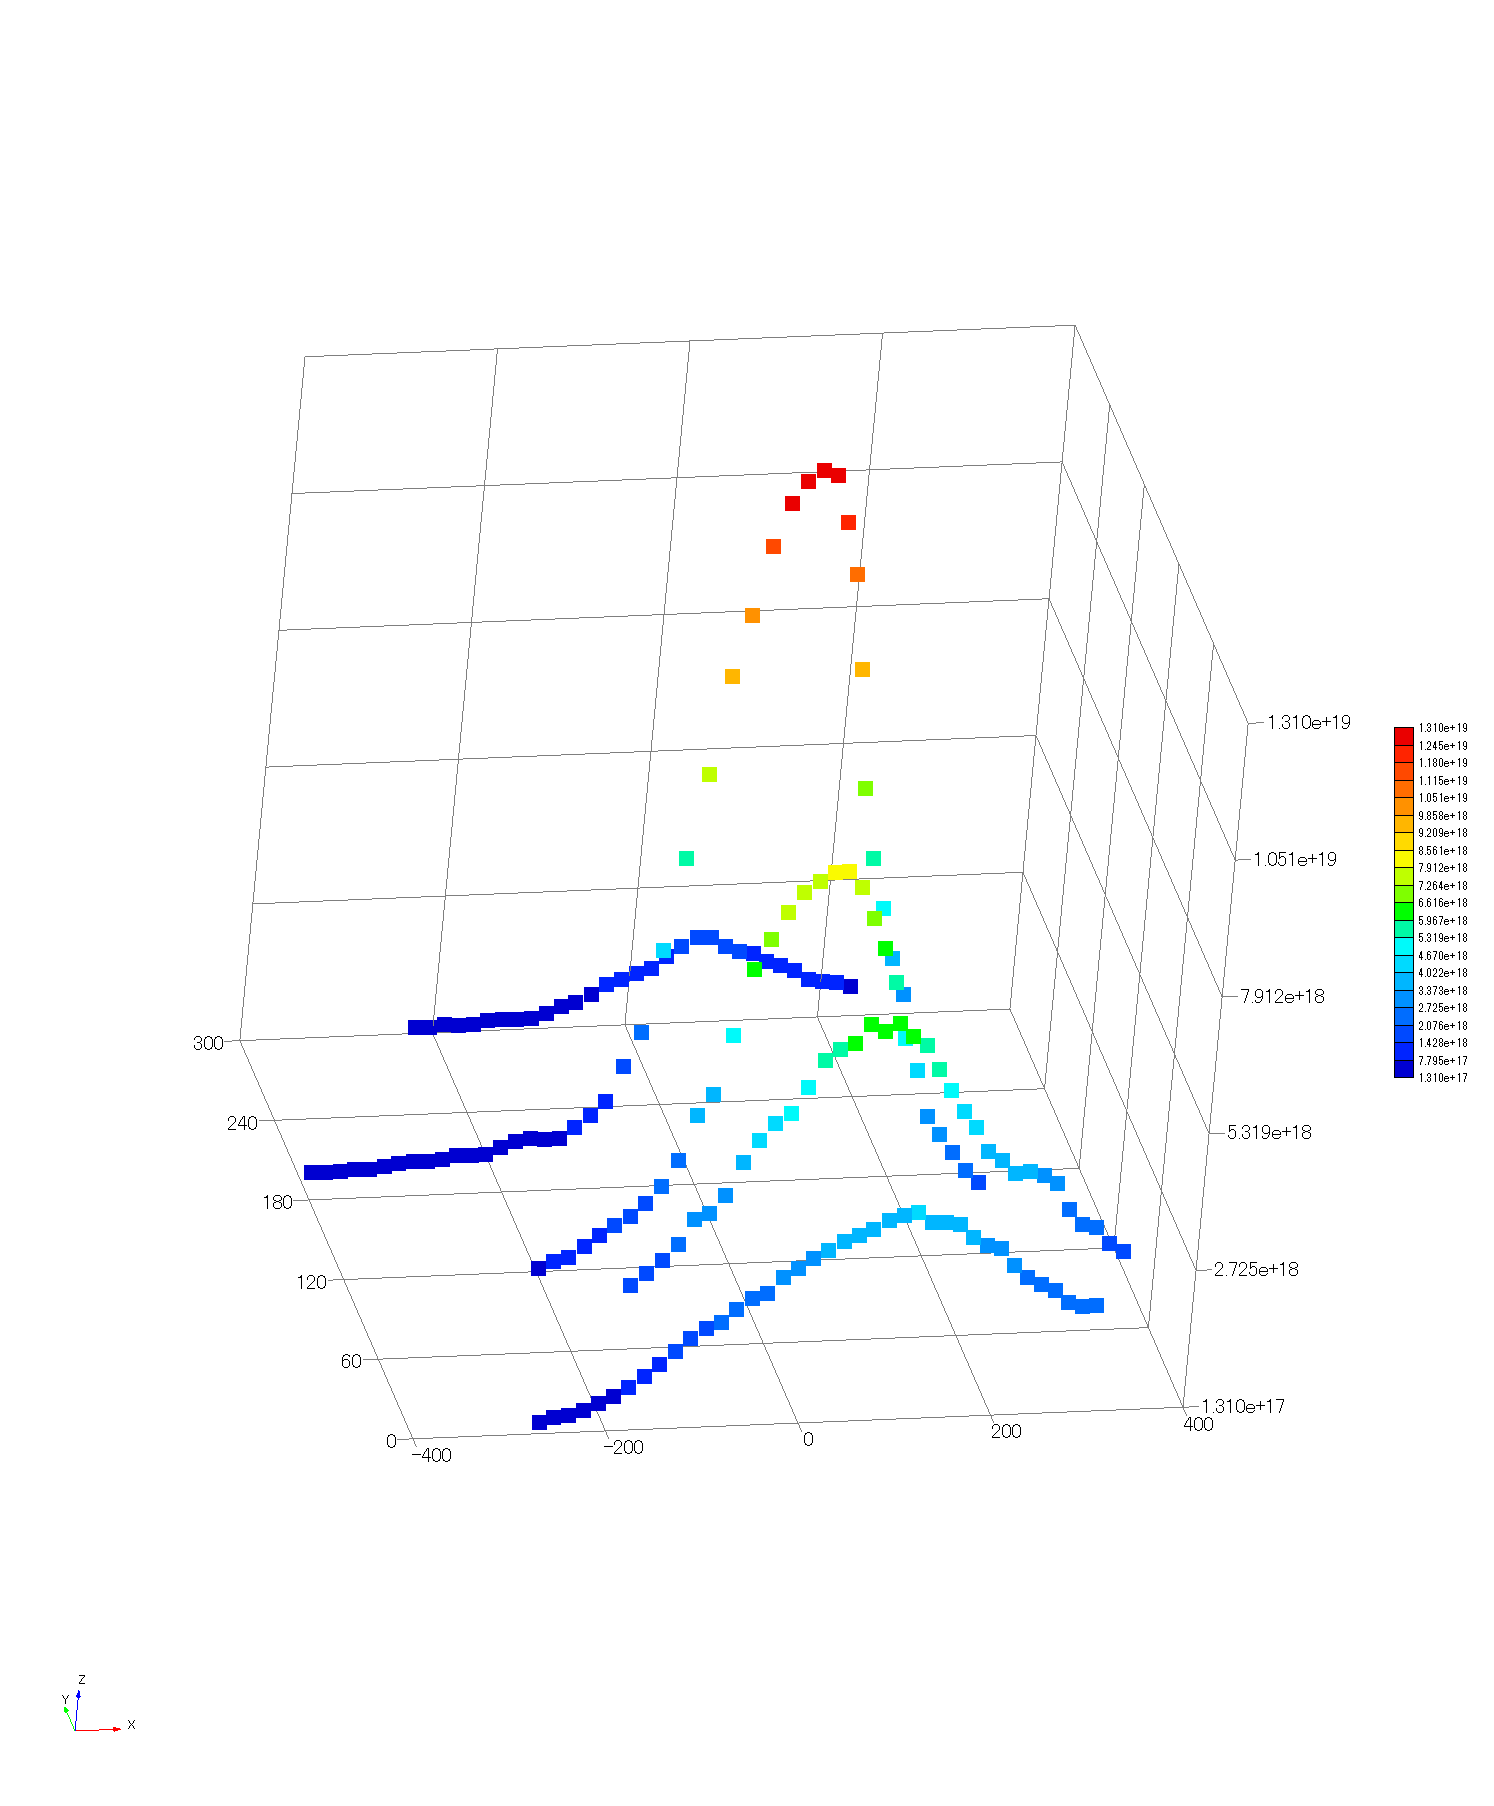 1.310e+19
1.051e+19
7.912e+18
5.319e+18
2.725e+18
1.310e+17
300
240
180
120
60
0
-400
-200
0
200
400
1.310e+19
1.245e+19
1.180e+19
1.115e+19
1.051e+19
9.858e+18
9.209e+18
8.561e+18
7.912e+18
7.264e+18
6.616e+18
5.967e+18
5.319e+18
4.670e+18
4.022e+18
3.373e+18
2.725e+18
2.076e+18
1.428e+18
7.795e+17
1.310e+17
Z
Y
X